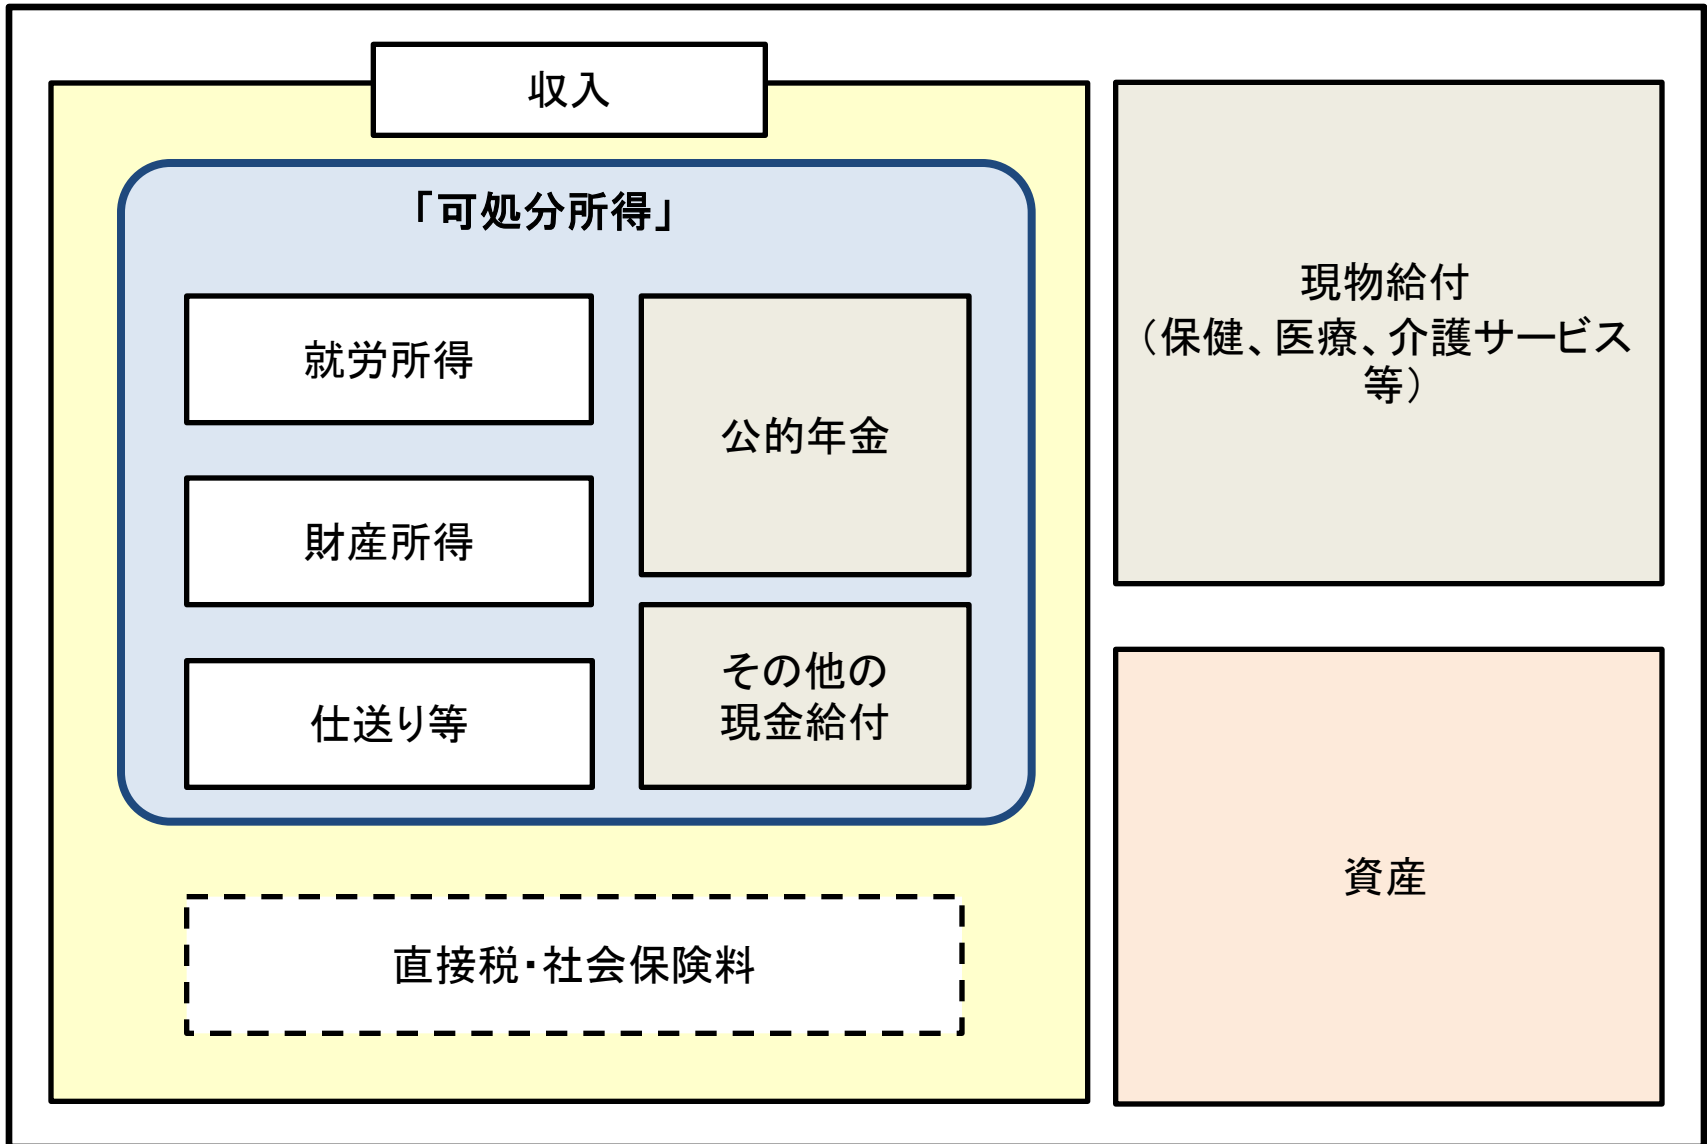 収入
「可処分所得」
就労所得
財産所得
仕送り等
公的年金
その他の
現金給付
直接税・社会保険料
現物給付
（保健、医療、介護サービス
等）
資産